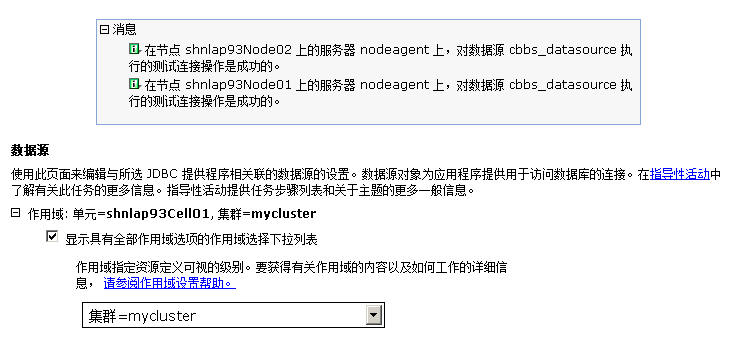 消息
在节点 shnlap93Node02 上的服务器 nodeagent 上，对数据源 cbbs_datasource 执
行的测试连接操作是成功的。
在节点 shnlap93Node01 上的服务器 nodeagent 上，对数据源 cbbs_datasource 执
行的测试连接操作是成功的。
数据源
使用此页面来编辑与所选 JDBC 提供程序相关联的数据源的设置。数据源对象为应用程序提供用于访问数据库的连接。在指导性活动中
了解有关此任务的更多信息。指导性活动提供任务步骤列表和关于主题的更多一般信息。
作用域: 单元=shnlap93Cell01, 集群=mycluster
显示具有全部作用域选项的作用域选择下拉列表
作用域指定资源定义可视的级别。要获得有关作用域的内容以及如何工作的详细信
息， 请参阅作用域设置帮助。
集群=mycluster